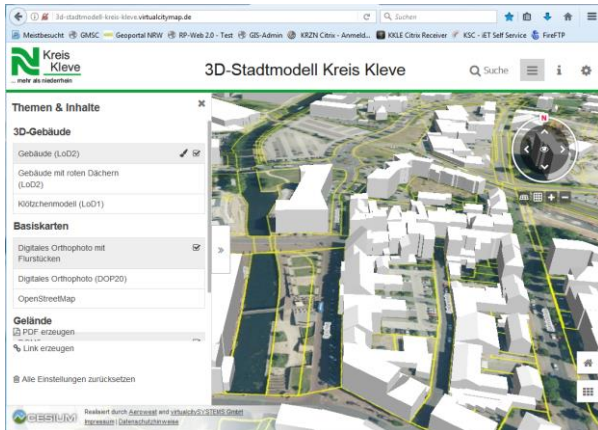 3d-stadtmodell-kreis-kleve.virtualcitymap.de
Suchen
Meistbesucht GMSC Geoportal NRW RP-Web 2.0 - Test GIS-Admin KRZN Citrix - Anmeld... KKLE Citrix Receiver KSC - iET Self Service FireFTP
Kreis
Kleve
... mehr als niederrhein
3D-Stadtmodell Kreis Kleve
Suche
Themen & Inhalte
3D-Gebäude
Gebäude (LoD2)
Gebäude mit roten Dächern
(LoD2)
Klötzchenmodell (LoD1)
Basiskarten
Digitales Orthophoto mit
Flurstücken
Digitales Orthophoto (DOP20)
OpenStreetMap
Gelände
PDF erzeugen
Link erzeugen
Alle Einstellungen zurücksetzen
N
CESIUM
Realisiert durch Aerowest and virtualcitySYSTEMS GmbH
Impressum | Datenschutzhinweise